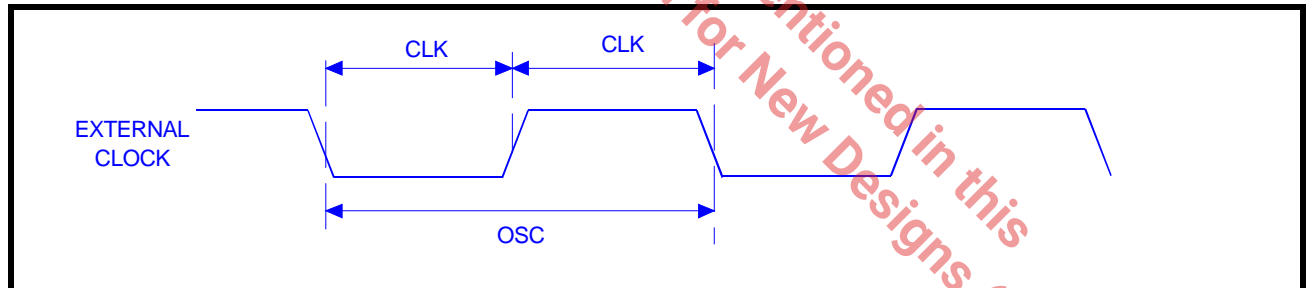 CLK
CLK
EXTERNAL
CLOCK
OSC
entioned in this
for New Designs